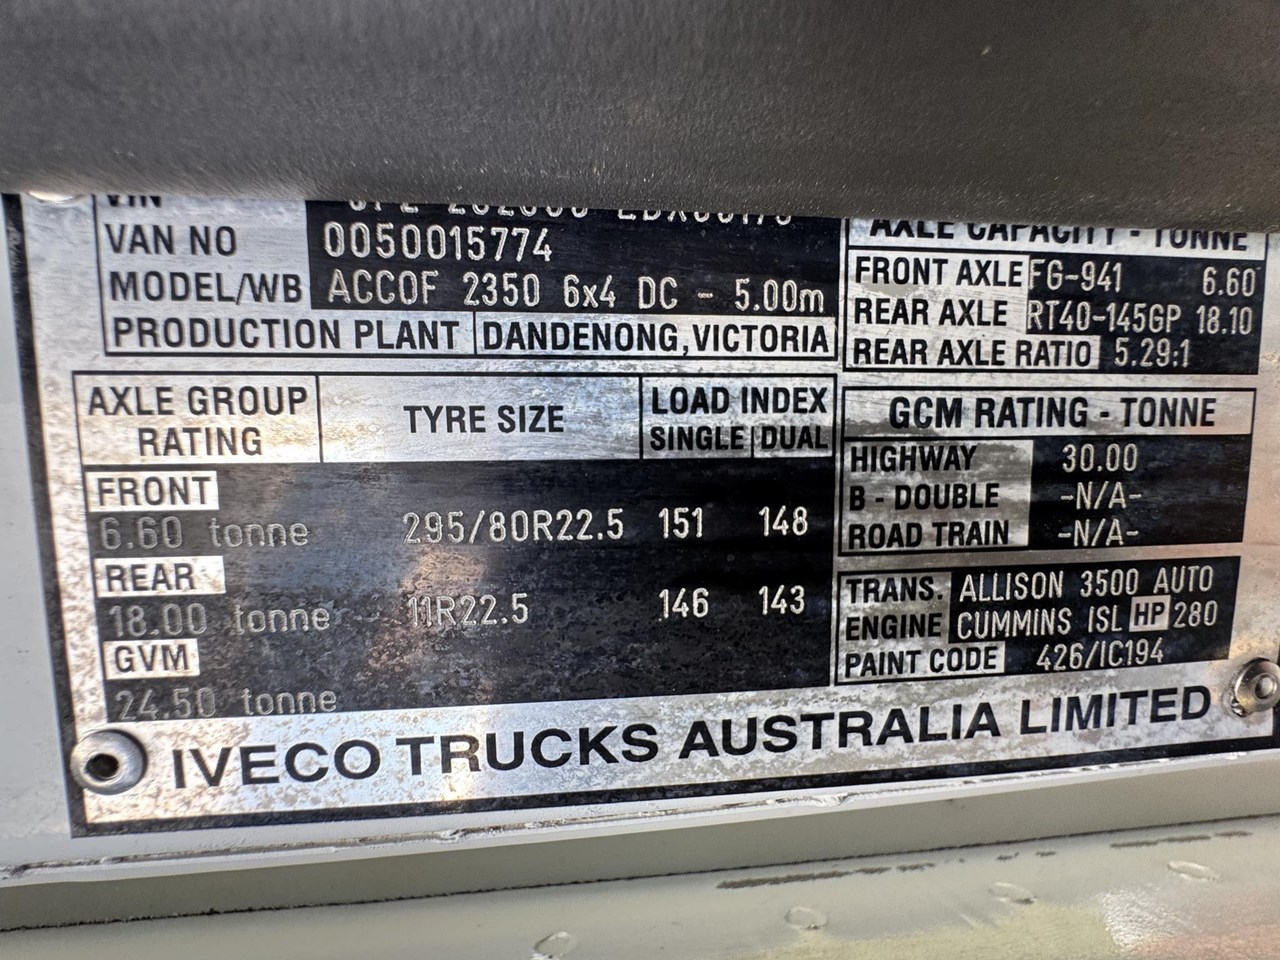 VIN
VAN NO 0050015774
MODEL/WB ACCOF 2350 6x4 DC - 5.00m
PRODUCTION PLANT DANDENONG, VICTORIA
AXLE GROUP RATING TYRE SIZE LOAD INDEX
SINGLE DUAL
FRONT
6.60 tonne 295/80R22.5 151 148
REAR
18.00 tonne 11R22.5 146 143
GVM
24.50 tonne
AXLE CAPACITY - TONNE
FRONT AXLE FG-941 6.60
REAR AXLE RT40-145GP 18.10
REAR AXLE RATIO 5.29:1
GCM RATING - TONNE
HIGHWAY 30.00
B - DOUBLE -N/A-
ROAD TRAIN -N/A-
TRANS. ALLISON 3500 AUTO
ENGINE CUMMINS ISL HP 280
PAINT CODE 426/IC194
IVECO TRUCKS AUSTRALIA LIMITED